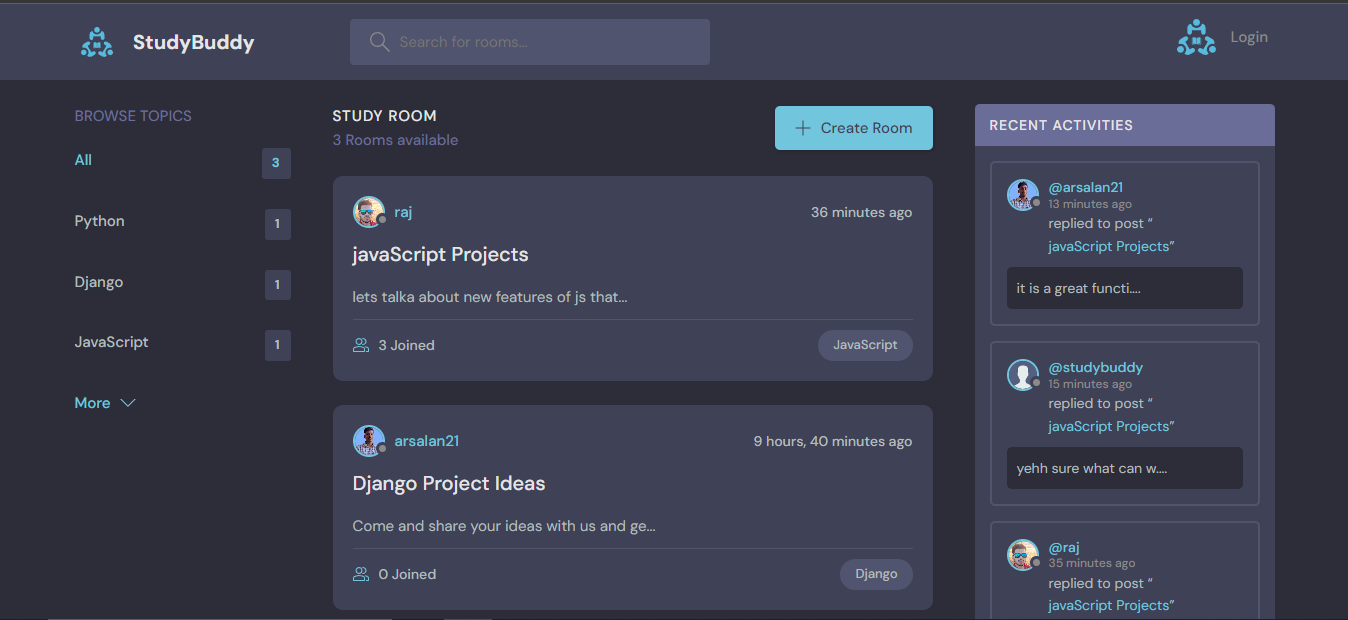 StudyBuddy
Search for rooms...
Login
BROWSE TOPICS
All 3
Python 1
Django 1
JavaScript 1
More
STUDY ROOM
3 Rooms available
Create Room
raj
36 minutes ago
javaScript Projects
lets talka about new features of js that...
3 Joined
JavaScript
arsalan21
9 hours, 40 minutes ago
Django Project Ideas
Come and share your ideas with us and ge...
0 Joined
Django
RECENT ACTIVITIES
@arsalan21
13 minutes ago
replied to post “
javaScript Projects”
it is a great functi....
@studybuddy
15 minutes ago
replied to post “
javaScript Projects”
yehh sure what can w....
@raj
35 minutes ago
replied to post “
javaScript Projects”